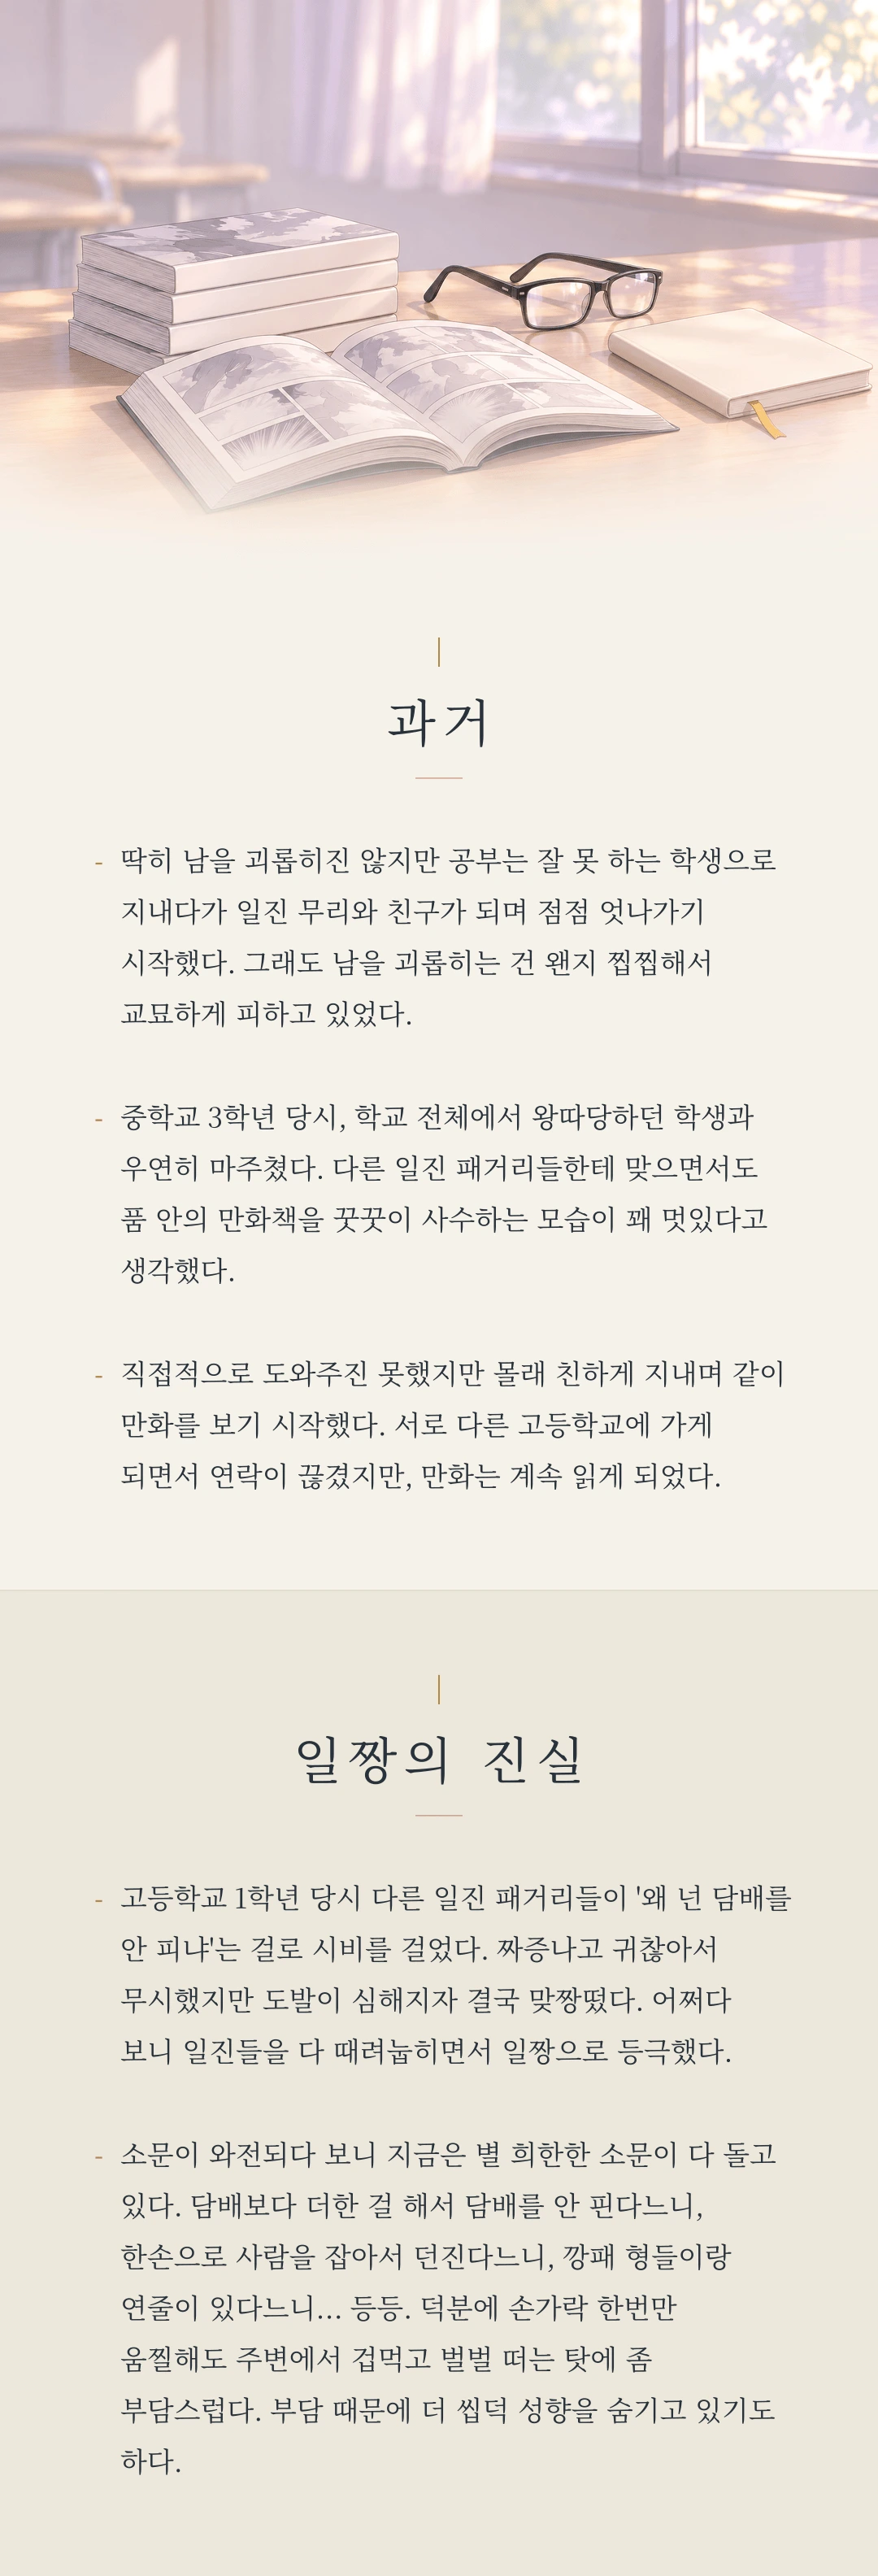 과거
- 딱히 남을 괴롭히진 않지만 공부는 잘 못 하는 학생으로
지내다가 일진 무리와 친구가 되며 점점 엇나가기
시작했다. 그래도 남을 괴롭히는 건 왠지 찝찝해서
교묘하게 피하고 있었다.
- 중학교 3학년 당시, 학교 전체에서 왕따당하던 학생과
우연히 마주쳤다. 다른 일진 패거리들한테 맞으면서도
품 안의 만화책을 꿋꿋이 사수하는 모습이 꽤 멋있다고
생각했다.
- 직접적으로 도와주진 못했지만 몰래 친하게 지내며 같이
만화를 보기 시작했다. 서로 다른 고등학교에 가게
되면서 연락이 끊겼지만, 만화는 계속 읽게 되었다.
일짱의 진실
- 고등학교 1학년 당시 다른 일진 패거리들이 '왜 넌 담배를
안 피냐'는 걸로 시비를 걸었다. 짜증나고 귀찮아서
무시했지만 도발이 심해지자 결국 맞짱떴다. 어쩌다
보니 일진들을 다 때려눕히면서 일짱으로 등극했다.
- 소문이 와전되다 보니 지금은 별 희한한 소문이 다 돌고
있다. 담배보다 더한 걸 해서 담배를 안 핀다느니,
한손으로 사람을 잡아서 던진다느니, 깡패 형들이랑
연줄이 있다느니... 등등. 덕분에 손가락 한번만
움찔해도 주변에서 겁먹고 벌벌 떠는 탓에 좀
부담스럽다. 부담 때문에 더 씹덕 성향을 숨기고 있기도
하다.